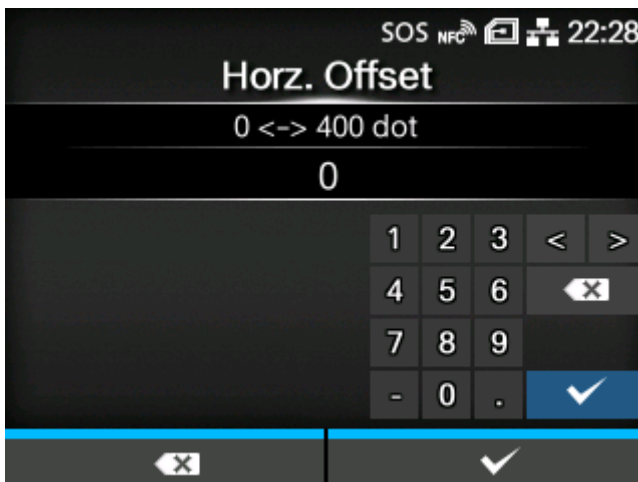 SOS NFC 22:28
Horz. Offset
0 <-> 400 dot
0
1 2 3 < >
4 5 6
7 8 9
- 0 .